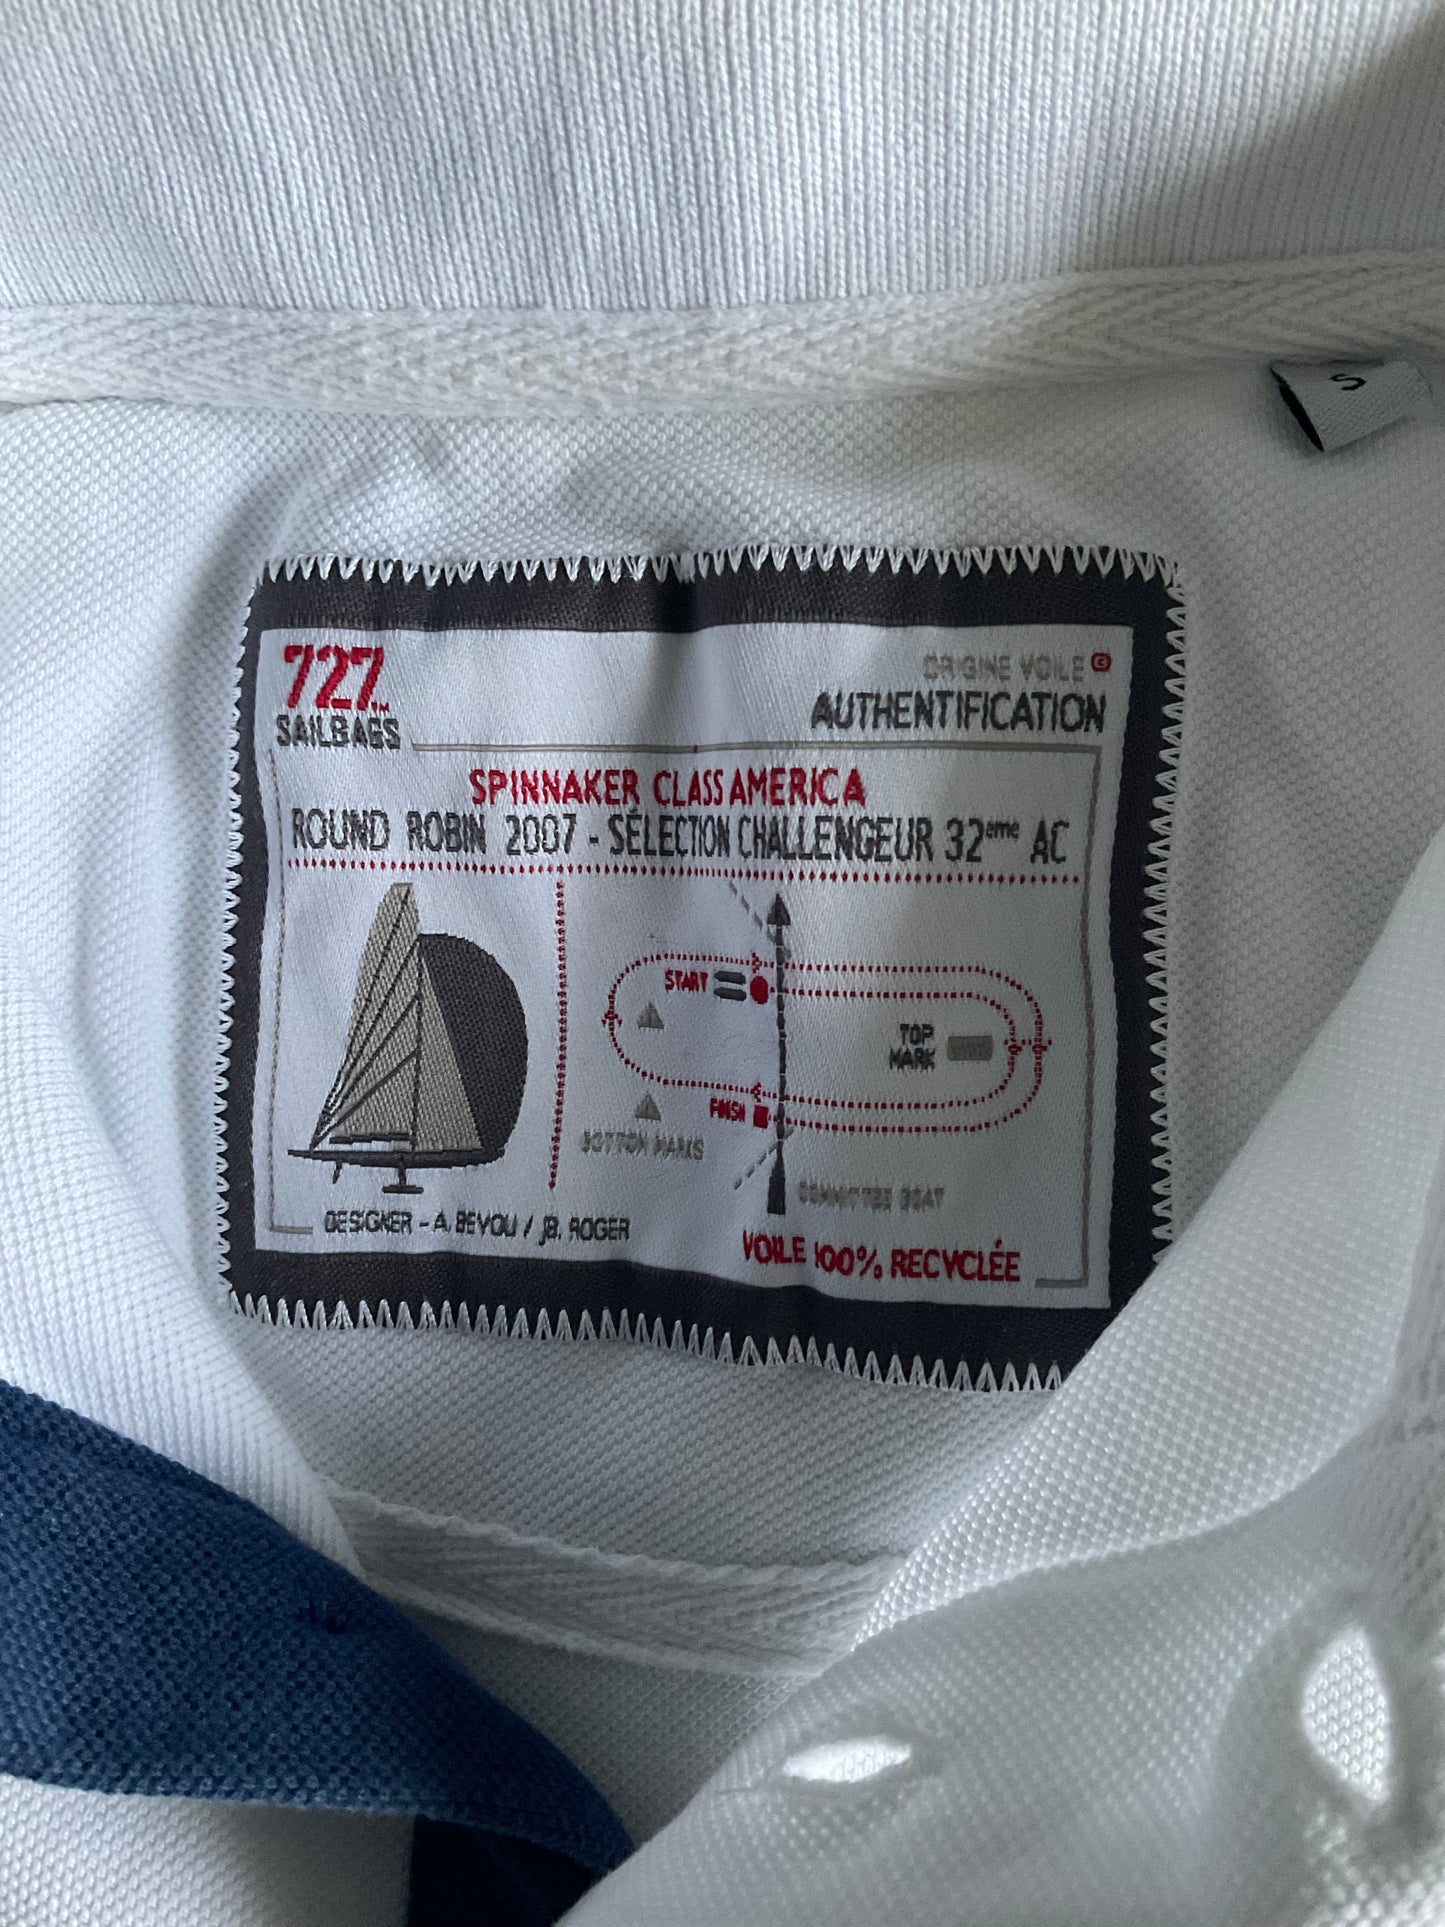 S
727
SAILBAGS
ORIGINE VOILE
AUTHENTIFICATION
SPINNAKER CLASS AMERICA
ROUND ROBIN 2007 - SÉLECTION CHALLENGEUR 32ème AC
START
TOP
MARK
FINISH
BOTTOM MARKS
COMMITTEE BOAT
DESIGNER - A. BEVOU / JB. ROGER
VOILE 100% RECYCLÉE